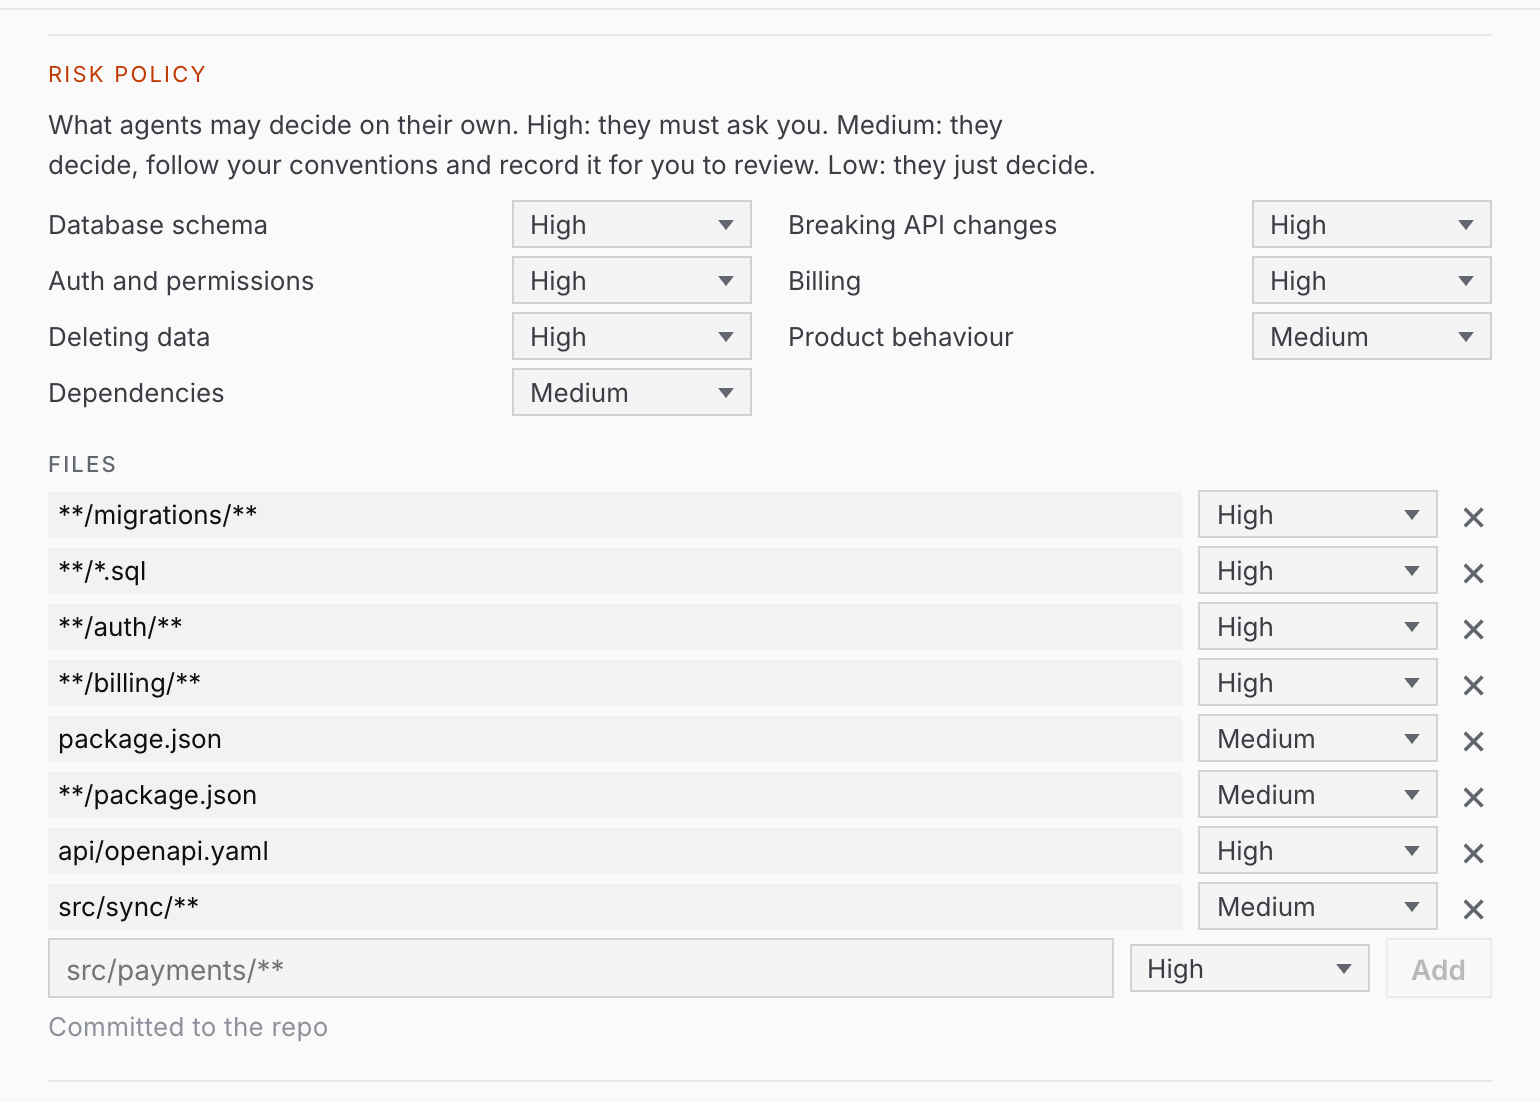 RISK POLICY
What agents may decide on their own. High: they must ask you. Medium: they
decide, follow your conventions and record it for you to review. Low: they just decide.
Database schema High Breaking API changes High
Auth and permissions High Billing High
Deleting data High Product behaviour Medium
Dependencies Medium
FILES
**/migrations/** High
**/*.sql High
**/auth/** High
**/billing/** High
package.json Medium
**/package.json Medium
api/openapi.yaml High
src/sync/** Medium
src/payments/** High Add
Committed to the repo